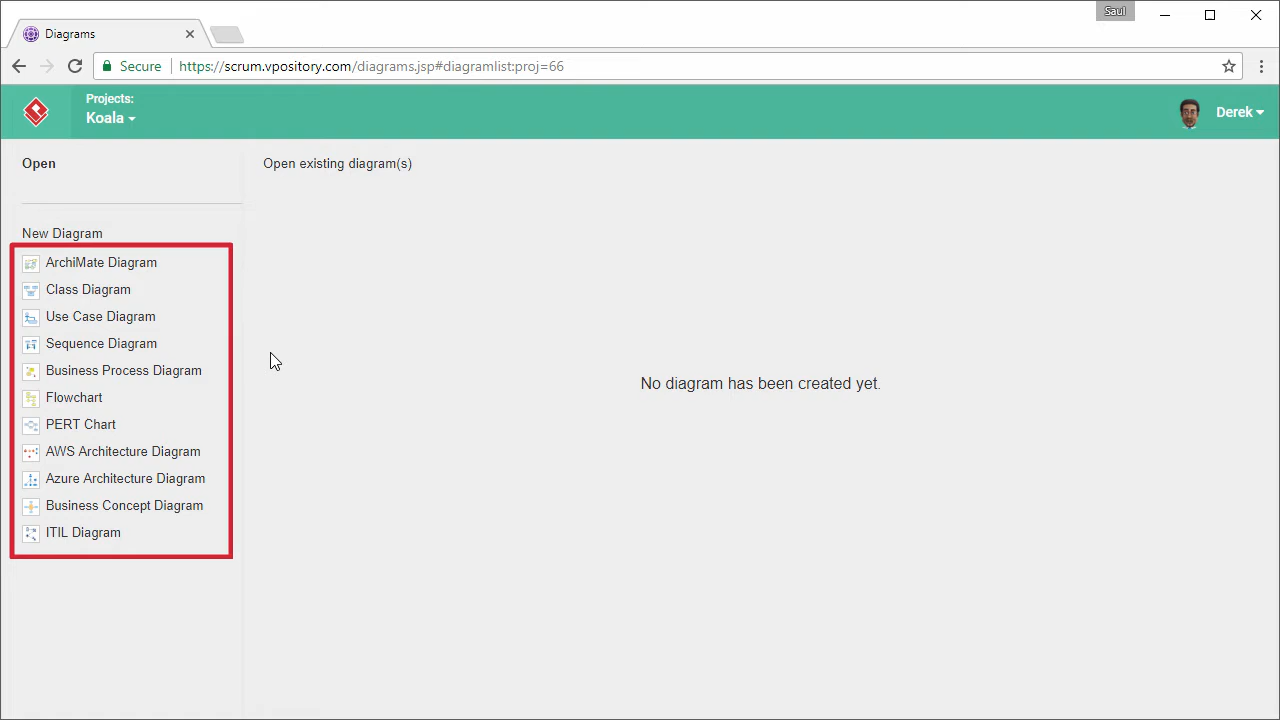 Saul
Diagrams
Secure
https://scrum.vpository.com/diagrams.jsp#diagramlist:proj=66
Projects:
Koala
Derek
Open
Open existing diagram(s)
New Diagram
ArchiMate Diagram
Class Diagram
Use Case Diagram
Sequence Diagram
Business Process Diagram
Flowchart
PERT Chart
AWS Architecture Diagram
Azure Architecture Diagram
Business Concept Diagram
ITIL Diagram
No diagram has been created yet.